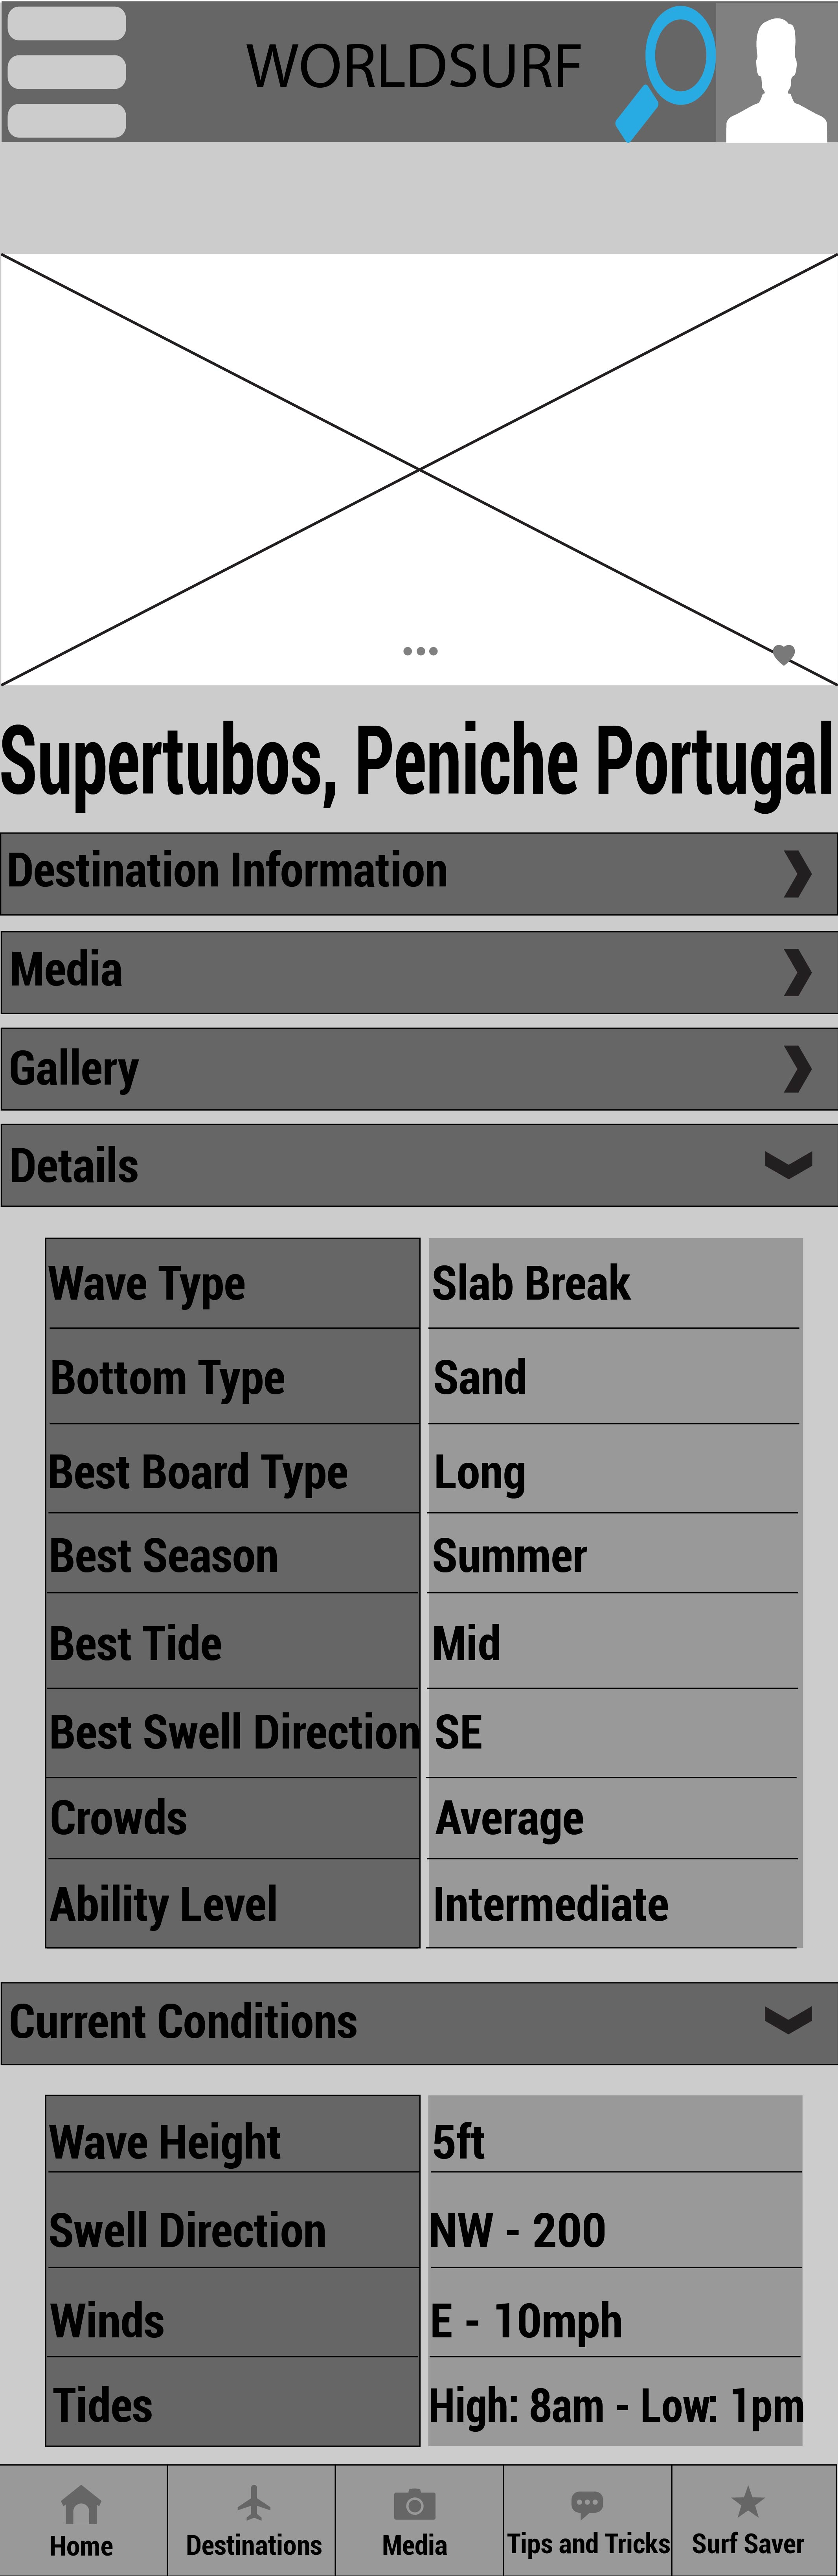 WORLDSURF
Supertubos, Peniche Portugal
Destination Information
Media
Gallery
Details
Wave Type Slab Break
Bottom Type Sand
Best Board Type Long
Best Season Summer
Best Tide Mid
Best Swell Direction SE
Crowds Average
Ability Level Intermediate
Current Conditions
Wave Height 5ft
Swell Direction NW - 200
Winds E - 10mph
Tides High: 8am - Low: 1pm
Home Destinations Media Tips and Tricks Surf Saver